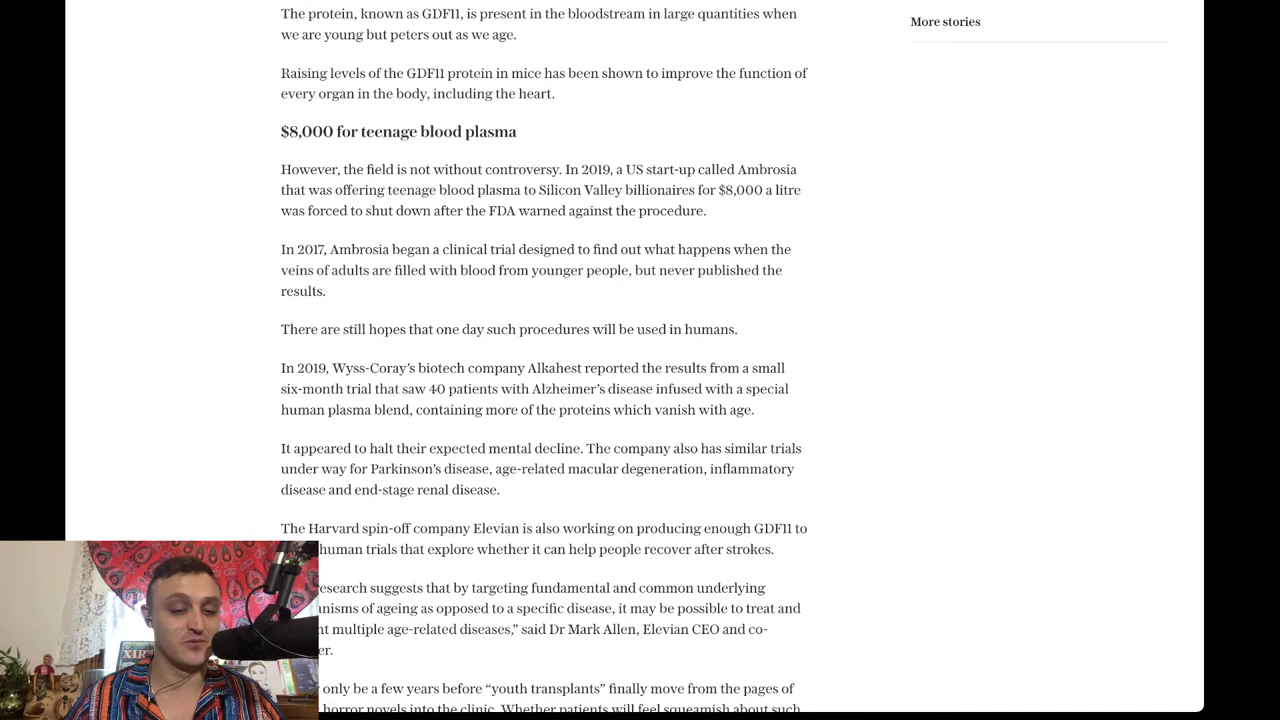 The protein, known as GDF11, is present in the bloodstream in large quantities when
we are young but peters out as we age.
Raising levels of the GDF11 protein in mice has been shown to improve the function of
every organ in the body, including the heart.
$8,000 for teenage blood plasma
However, the field is not without controversy. In 2019, a US start-up called Ambrosia
that was offering teenage blood plasma to Silicon Valley billionaires for $8,000 a litre
was forced to shut down after the FDA warned against the procedure.
In 2017, Ambrosia began a clinical trial designed to find out what happens when the
veins of adults are filled with blood from younger people, but never published the
results.
There are still hopes that one day such procedures will be used in humans.
In 2019, Wyss-Coray’s biotech company Alkahest reported the results from a small
six-month trial that saw 40 patients with Alzheimer’s disease infused with a special
human plasma blend, containing more of the proteins which vanish with age.
It appeared to halt their expected mental decline. The company also has similar trials
under way for Parkinson’s disease, age-related macular degeneration, inflammatory
disease and end-stage renal disease.
The Harvard spin-off company Elevian is also working on producing enough GDF11 to
human trials that explore whether it can help people recover after strokes.
esearch suggests that by targeting fundamental and common underlying
anisms of ageing as opposed to a specific disease, it may be possible to treat and
nt multiple age-related diseases,” said Dr Mark Allen, Elevian CEO and co-
er.
only be a few years before “youth transplants” finally move from the pages of
horror novels into the clinic. Whether patients will feel squeamish about such
More stories